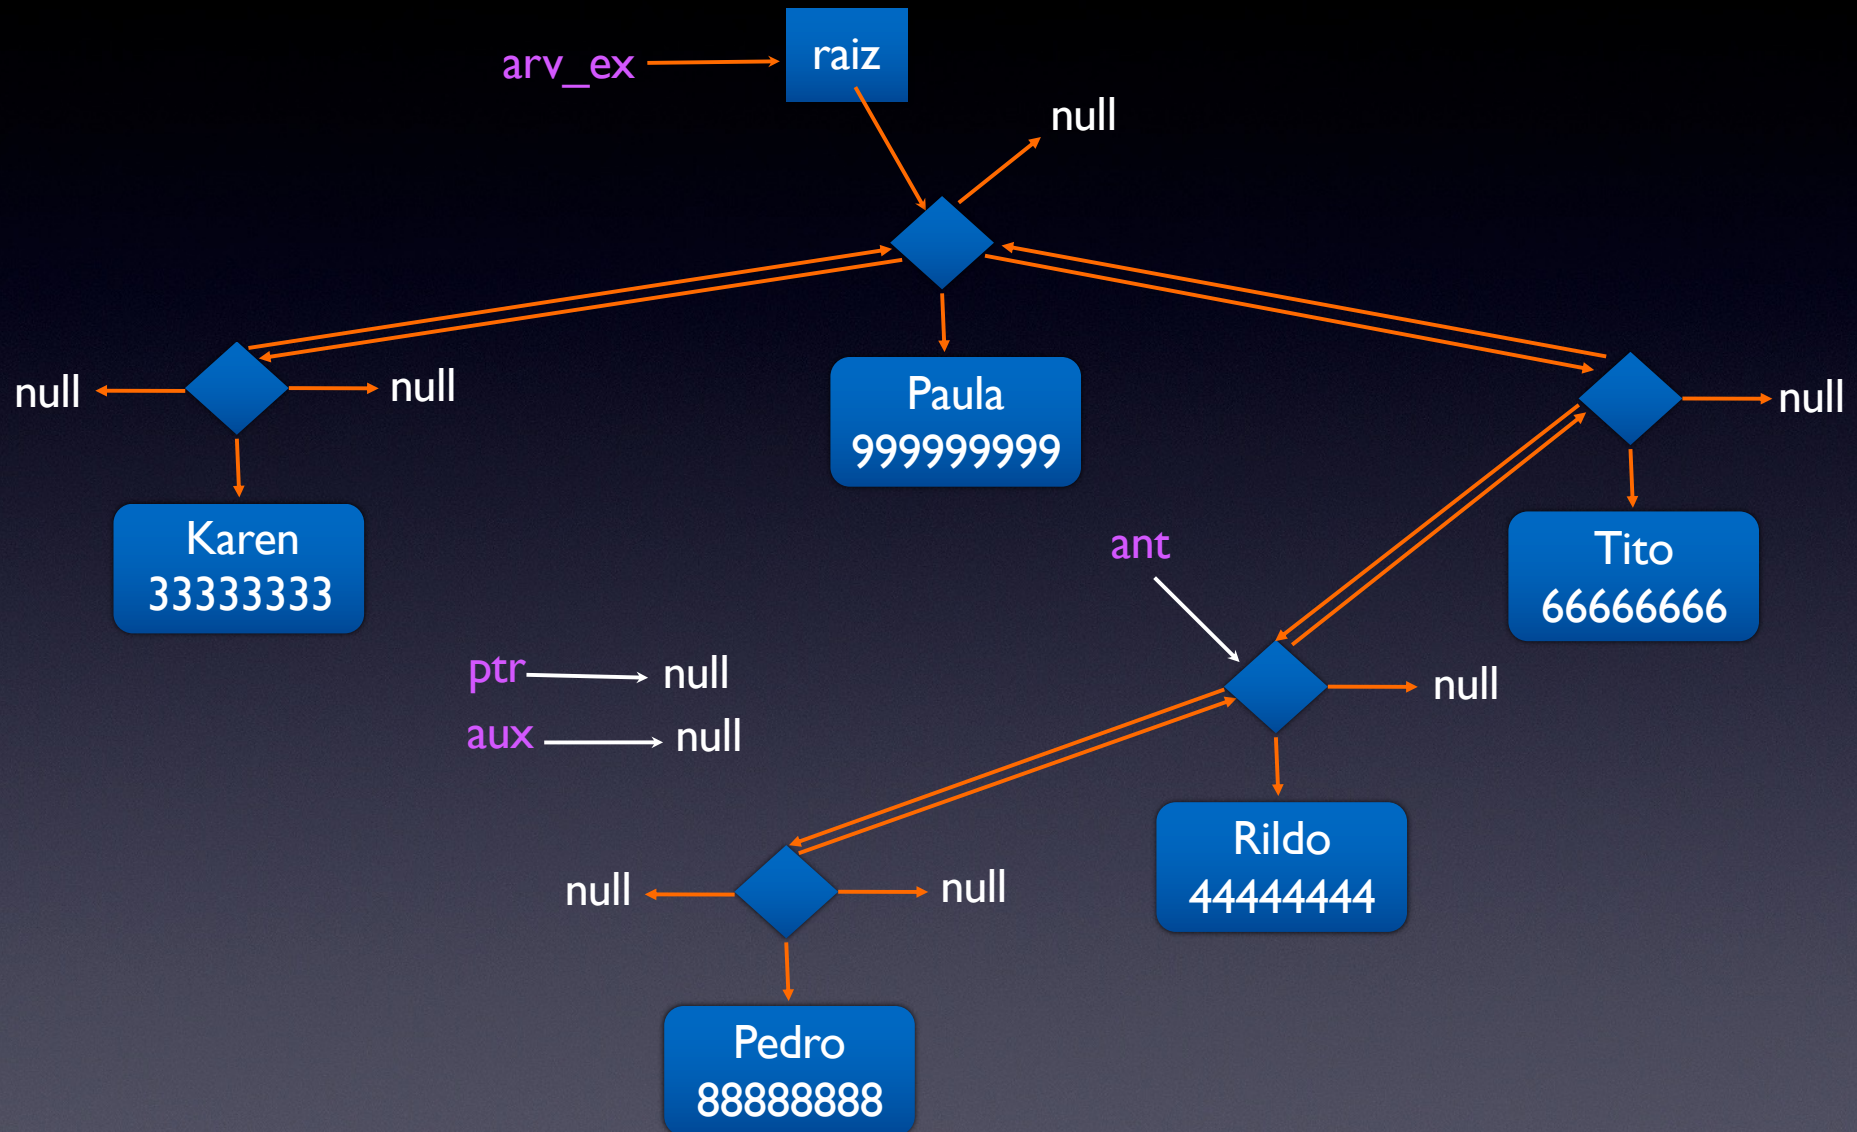 arv_ex
raiz
null
null
null
Paula
999999999
null
Karen
33333333
ant
Tito
66666666
ptr
null
aux
null
null
Rildo
44444444
null
null
Pedro
88888888